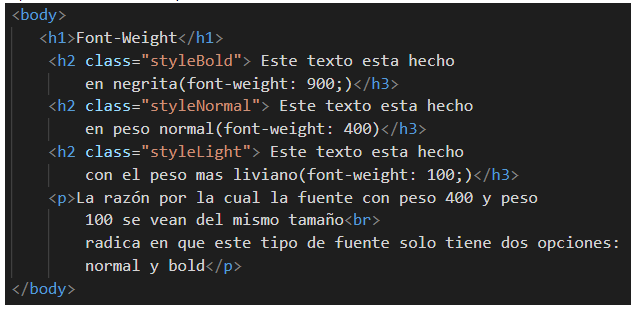 <body>
<h1>Font-Weight</h1>
<h2 class="styleBold"> Este texto esta hecho
en negrita(font-weight: 900;)</h3>
<h2 class="styleNormal"> Este texto esta hecho
en peso normal(font-weight: 400)</h3>
<h2 class="styleLight"> Este texto esta hecho
con el peso mas liviano(font-weight: 100;)</h3>
<p>La razón por la cual la fuente con peso 400 y peso
100 se vean del mismo tamaño<br>
radica en que este tipo de fuente solo tiene dos opciones:
normal y bold</p>
</body>